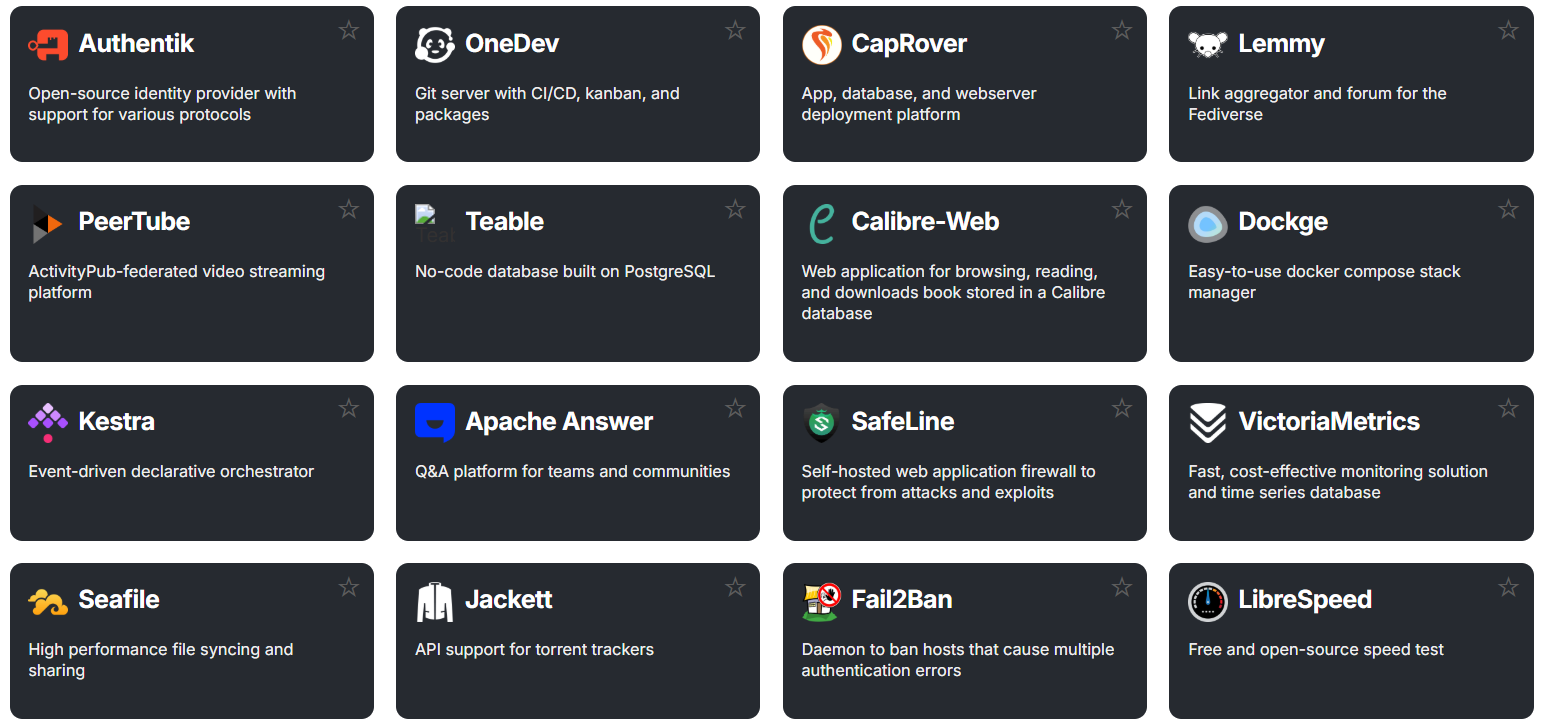 Authentik
Open-source identity provider with
support for various protocols
OneDev
Git server with CI/CD, kanban, and
packages
CapRover
App, database, and webserver
deployment platform
Lemmy
Link aggregator and forum for the
Fediverse
PeerTube
ActivityPub-federated video streaming
platform
Teab
Teable
No-code database built on PostgreSQL
Calibre-Web
Web application for browsing, reading,
and downloads book stored in a Calibre
database
Dockge
Easy-to-use docker compose stack
manager
Kestra
Event-driven declarative orchestrator
Apache Answer
Q&A platform for teams and communities
SafeLine
Self-hosted web application firewall to
protect from attacks and exploits
VictoriaMetrics
Fast, cost-effective monitoring solution
and time series database
Seafile
High performance file syncing and
sharing
Jackett
API support for torrent trackers
Fail2Ban
Daemon to ban hosts that cause multiple
authentication errors
LibreSpeed
Free and open-source speed test